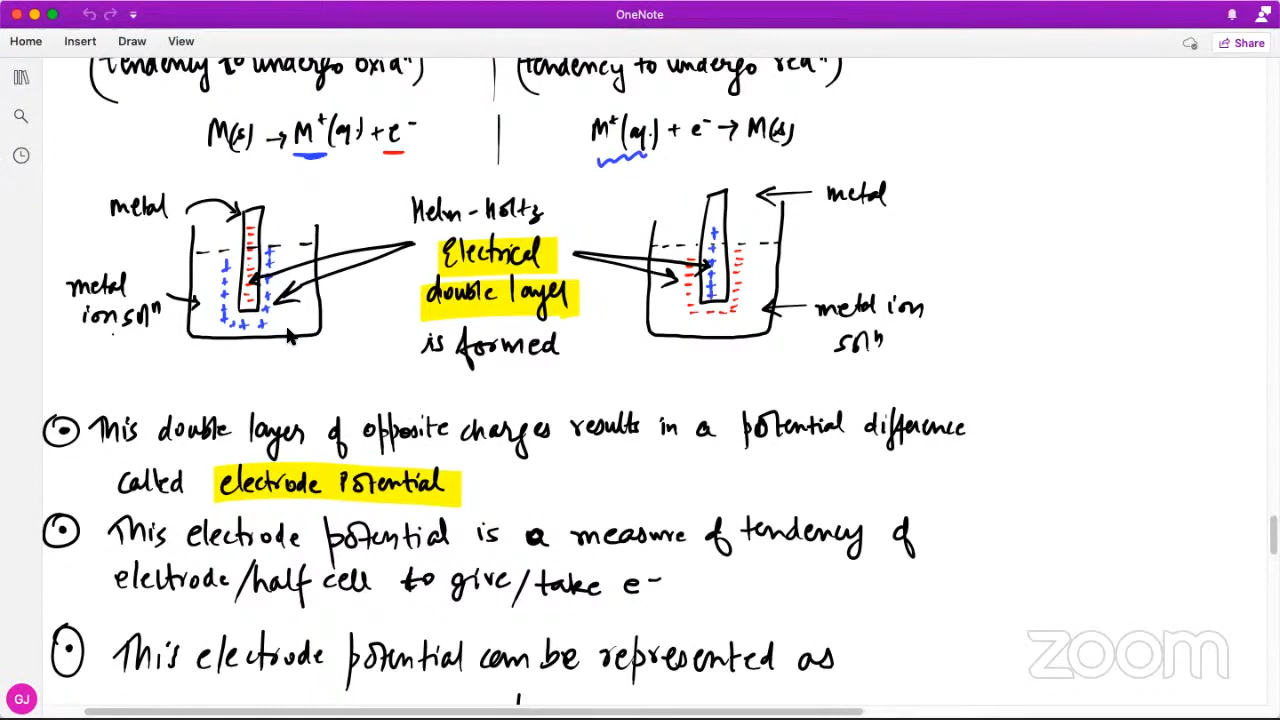 OneNote
Home Insert Draw View
Share
(tendency to undergo oxidⁿ) (tendency to undergo redⁿ)
M(s) → M⁺(aq.) + e⁻ M⁺(aq.) + e⁻ → M(s)
metal Helm-Holtz metal
Electrical
metal double layer metal ion
ion solⁿ is formed solⁿ
This double layer of opposite charges results in a potential difference
called electrode potential
This electrode potential is a measure of tendency of
electrode/half cell to give/take e⁻
This electrode potential can be represented as
zoom
GJ